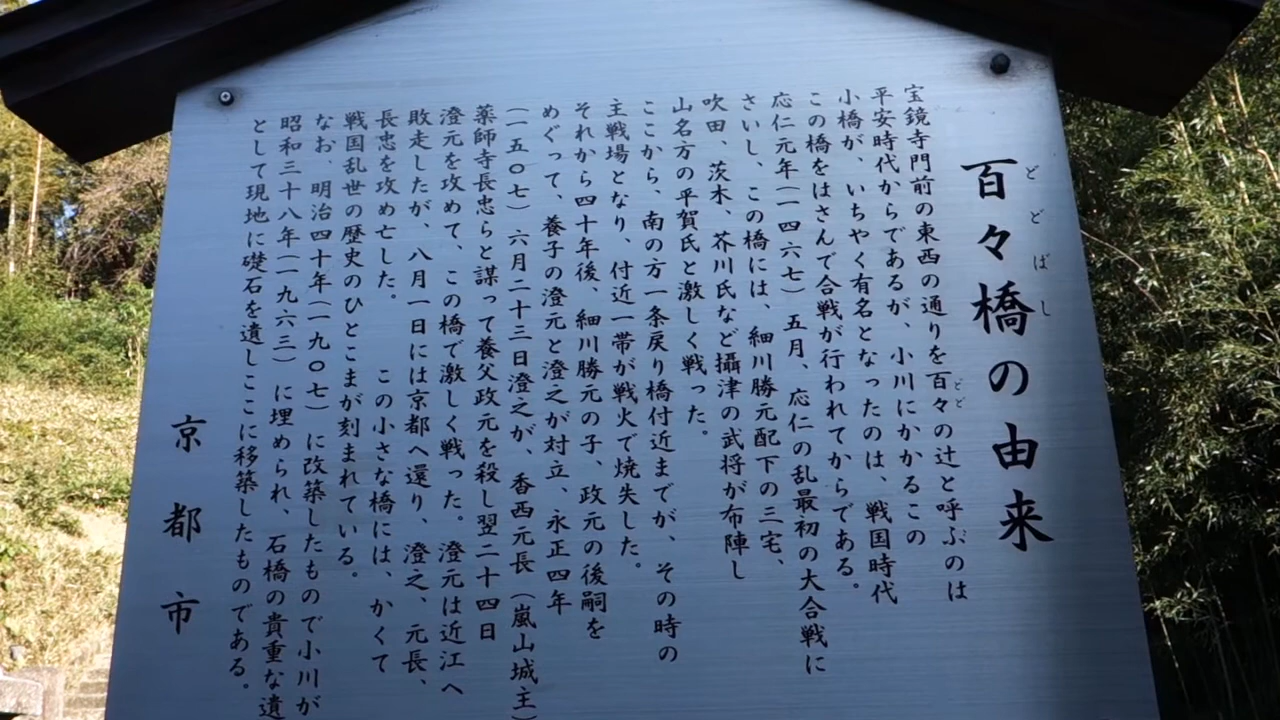 百々橋の由来
どどばし
宝鏡寺門前の東西の通りを百々の辻と呼ぶのは
どど
平安時代からであるが、小川にかかるこの
小橋が、いちやく有名となったのは、戦国時代
この橋をはさんで合戦が行われてからである。
応仁元年(一四六七)五月、応仁の乱最初の大合戦に
さいし、この橋には、細川勝元配下の三宅、
吹田、茨木、芥川氏など攝津の武将が布陣し
山名方の平賀氏と激しく戦った。
ここから、南の方一条戻り橋付近までが、その時の
主戦場となり、付近一帯が戦火で焼失した。
それから四十年後、細川勝元の子、政元の後嗣を
めぐって、養子の澄元と澄之が対立、永正四年
(一五〇七)六月二十三日澄之が、香西元長(嵐山城主)
薬師寺長忠らと謀って養父政元を殺し翌二十四日
澄元を攻めて、この橋で激しく戦った。澄元は近江へ
敗走したが、八月一日には京都へ還り、澄之、元長、
長忠を攻め亡した。 この小さな橋には、かくて
戦国乱世の歴史のひとこまが刻まれている。
なお、明治四十年(一九〇七)に改築したもので小川が
昭和三十八年(一九六三)に埋められ、石橋の貴重な遺
として現地に礎石を遺しここに移築したものである。
京都市